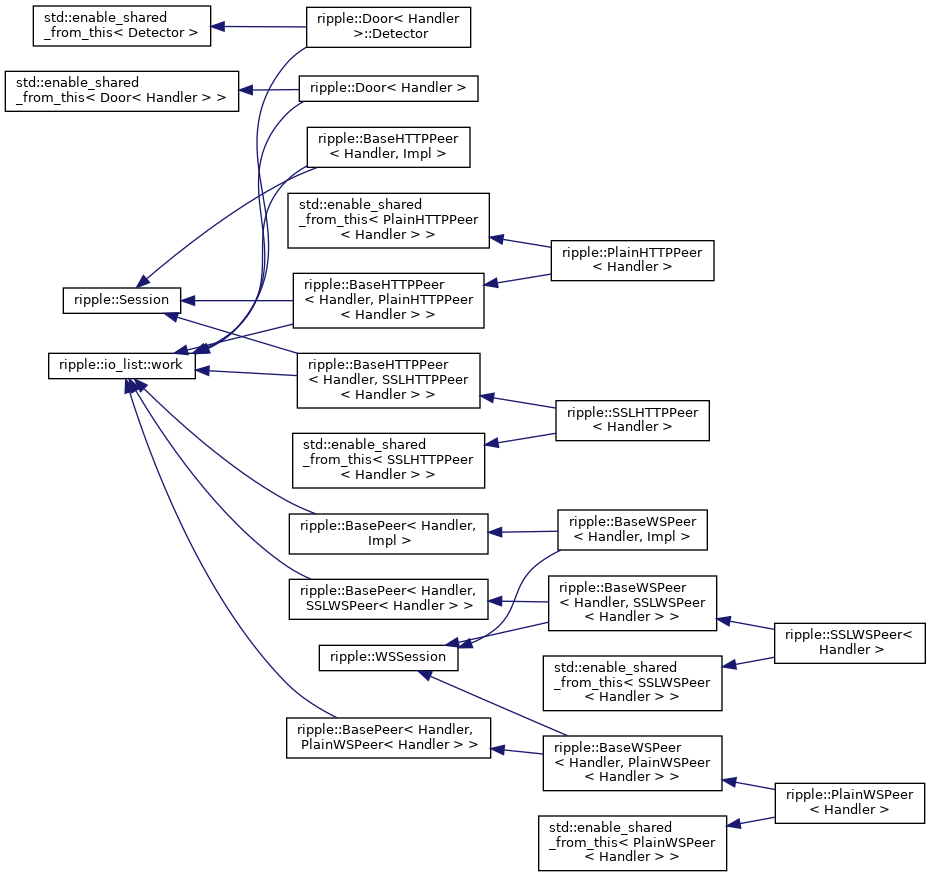 std::enable_shared
_from_this< Detector >
ripple::Door< Handler
>::Detector
std::enable_shared
_from_this< Door< Handler > >
ripple::Door< Handler >
ripple::BaseHTTPPeer
< Handler, Impl >
std::enable_shared
_from_this< PlainHTTPPeer
< Handler > >
ripple::PlainHTTPPeer
< Handler >
ripple::Session
ripple::BaseHTTPPeer
< Handler, PlainHTTPPeer
< Handler > >
ripple::io_list::work
ripple::BaseHTTPPeer
< Handler, SSLHTTPPeer
< Handler > >
ripple::SSLHTTPPeer
< Handler >
std::enable_shared
_from_this< SSLHTTPPeer
< Handler > >
ripple::BasePeer< Handler,
Impl >
ripple::BaseWSPeer
< Handler, Impl >
ripple::BasePeer< Handler,
SSLWSPeer< Handler > >
ripple::BaseWSPeer
< Handler, SSLWSPeer
< Handler > >
ripple::SSLWSPeer<
Handler >
ripple::WSSession
std::enable_shared
_from_this< SSLWSPeer
< Handler > >
ripple::BasePeer< Handler,
PlainWSPeer< Handler > >
ripple::BaseWSPeer
< Handler, PlainWSPeer
< Handler > >
ripple::PlainWSPeer
< Handler >
std::enable_shared
_from_this< PlainWSPeer
< Handler > >